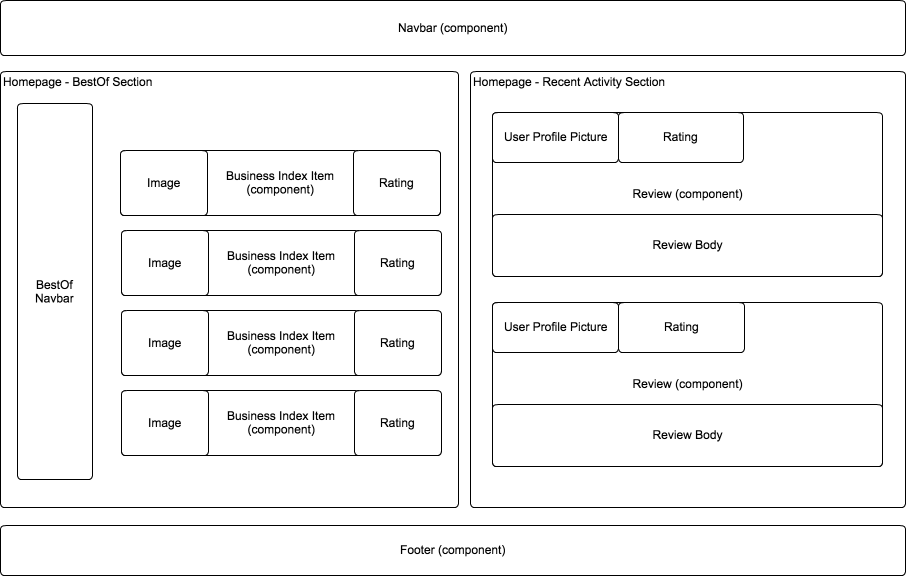 Navbar (component)
Homepage - BestOf Section
BestOf
Navbar
Image
Business Index Item
(component)
Rating
Image
Business Index Item
(component)
Rating
Image
Business Index Item
(component)
Rating
Image
Business Index Item
(component)
Rating
Homepage - Recent Activity Section
User Profile Picture
Rating
Review (component)
Review Body
User Profile Picture
Rating
Review (component)
Review Body
Footer (component)